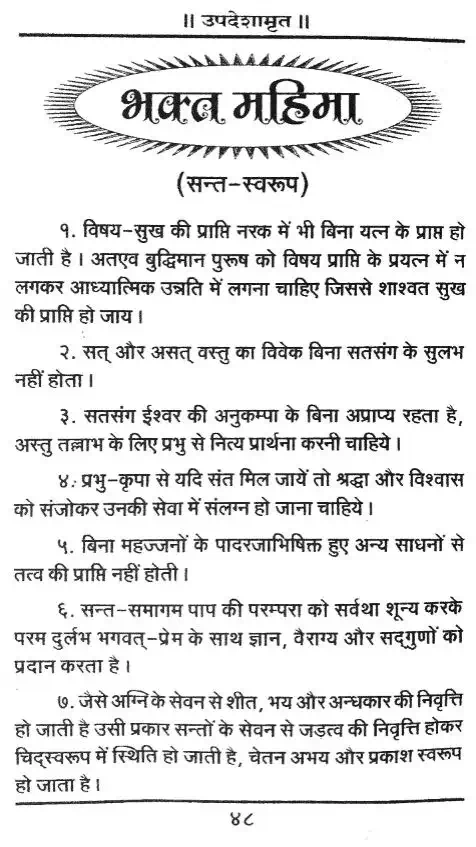 ॥ उपदेशामृत ॥
भक्त महिमा
(सन्त-स्वरूप)
१. विषय-सुख की प्राप्ति नरक में भी बिना यत्न के प्राप्त हो
जाती है । अतएव बुद्धिमान पुरूष को विषय प्राप्ति के प्रयत्न में न
लगकर आध्यात्मिक उन्नति में लगना चाहिए जिससे शाश्वत सुख
की प्राप्ति हो जाय ।
२. सत् और असत् वस्तु का विवेक बिना सतसंग के सुलभ
नहीं होता ।
३. सतसंग ईश्वर की अनुकम्पा के बिना अप्राप्य रहता है,
अस्तु तल्लाभ के लिए प्रभु से नित्य प्रार्थना करनी चाहिये ।
४. प्रभु-कृपा से यदि संत मिल जायें तो श्रद्धा और विश्वास
को संजोकर उनकी सेवा में संलग्न हो जाना चाहिये ।
५. बिना महज्जनों के पादरजाभिषिक्त हुए अन्य साधनों से
तत्व की प्राप्ति नहीं होती ।
६. सन्त-समागम पाप की परम्परा को सर्वथा शून्य करके
परम दुर्लभ भगवत्-प्रेम के साथ ज्ञान, वैराग्य और सद्गुणों को
प्रदान करता है ।
७. जैसे अग्नि के सेवन से शीत, भय और अन्धकार की निवृत्ति
हो जाती है उसी प्रकार सन्तों के सेवन से जड़त्व की निवृत्ति होकर
चिद्स्वरूप में स्थिति हो जाती है, चेतन अभय और प्रकाश स्वरूप
हो जाता है ।
४८